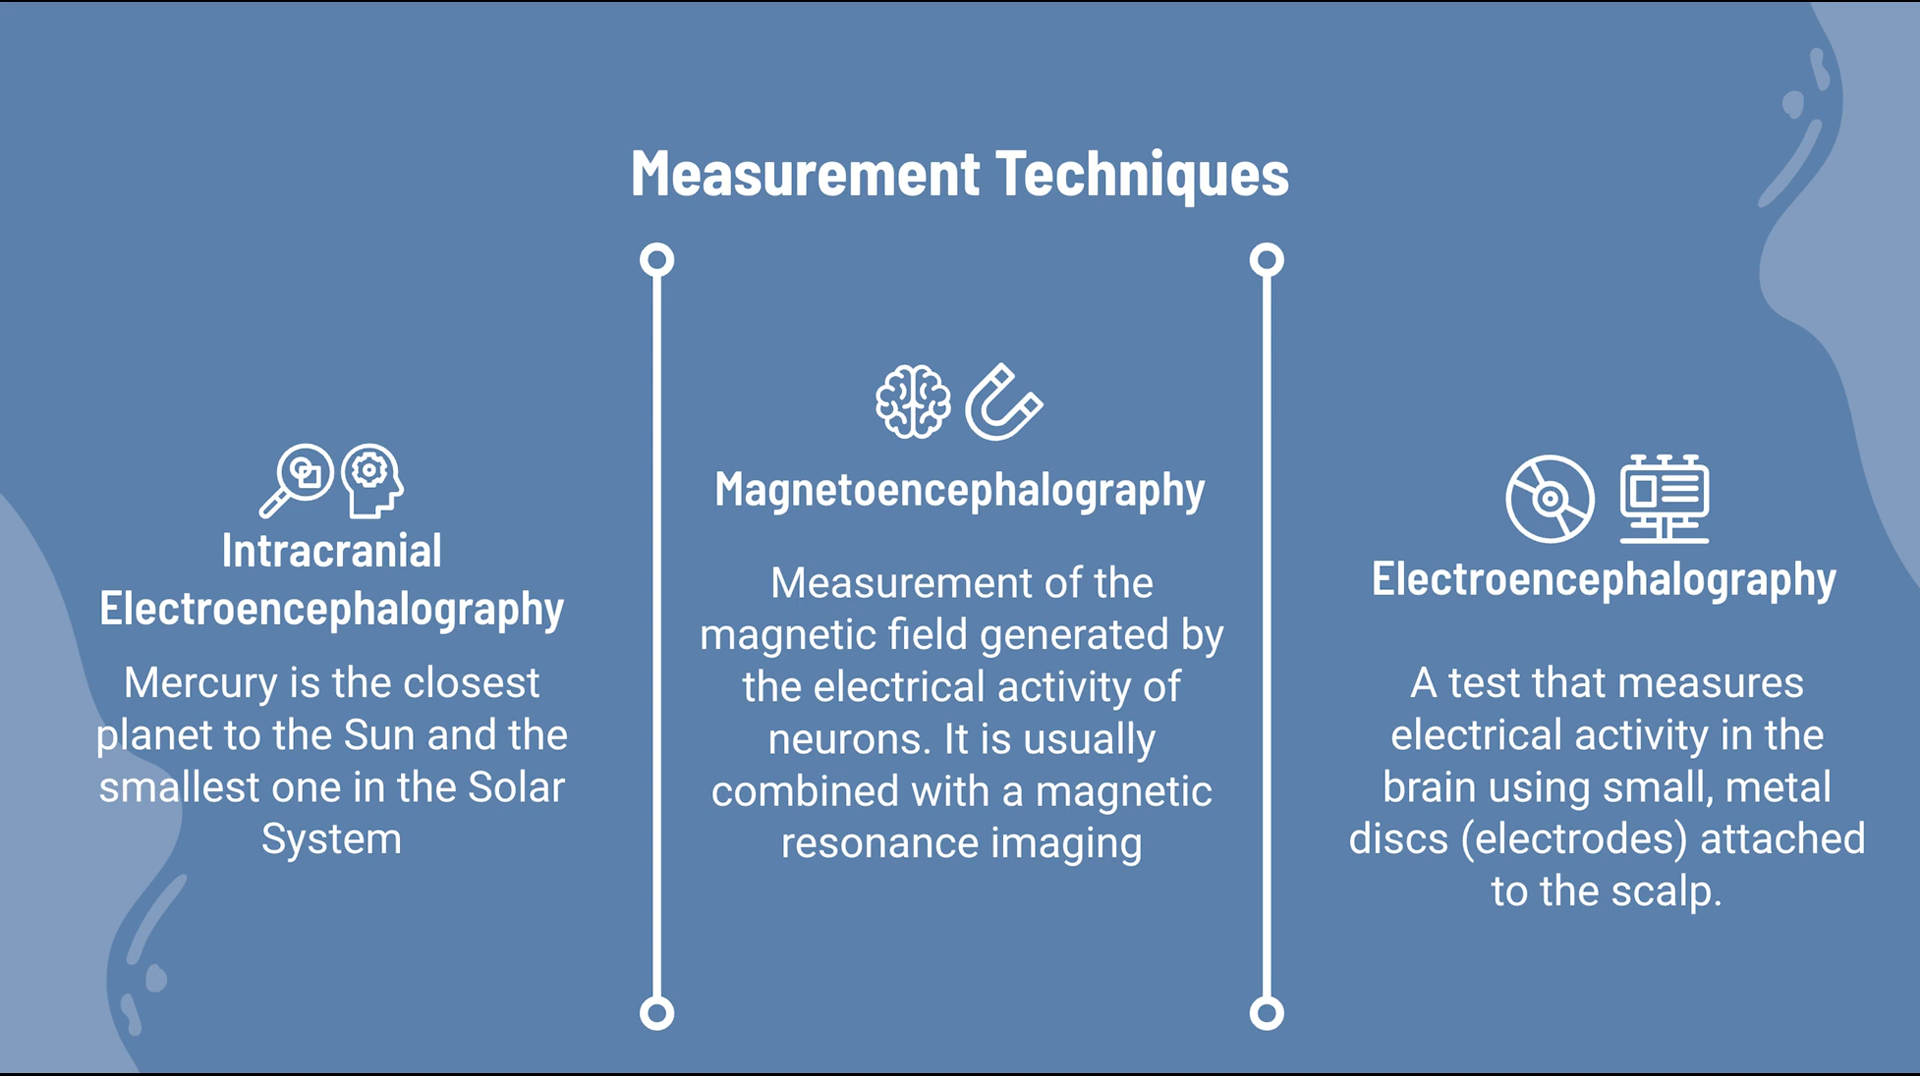 Measurement Techniques
Intracranial
Electroencephalography
Mercury is the closest
planet to the Sun and the
smallest one in the Solar
System
Magnetoencephalography
Measurement of the
magnetic field generated by
the electrical activity of
neurons. It is usually
combined with a magnetic
resonance imaging
Electroencephalography
A test that measures
electrical activity in the
brain using small, metal
discs (electrodes) attached
to the scalp.